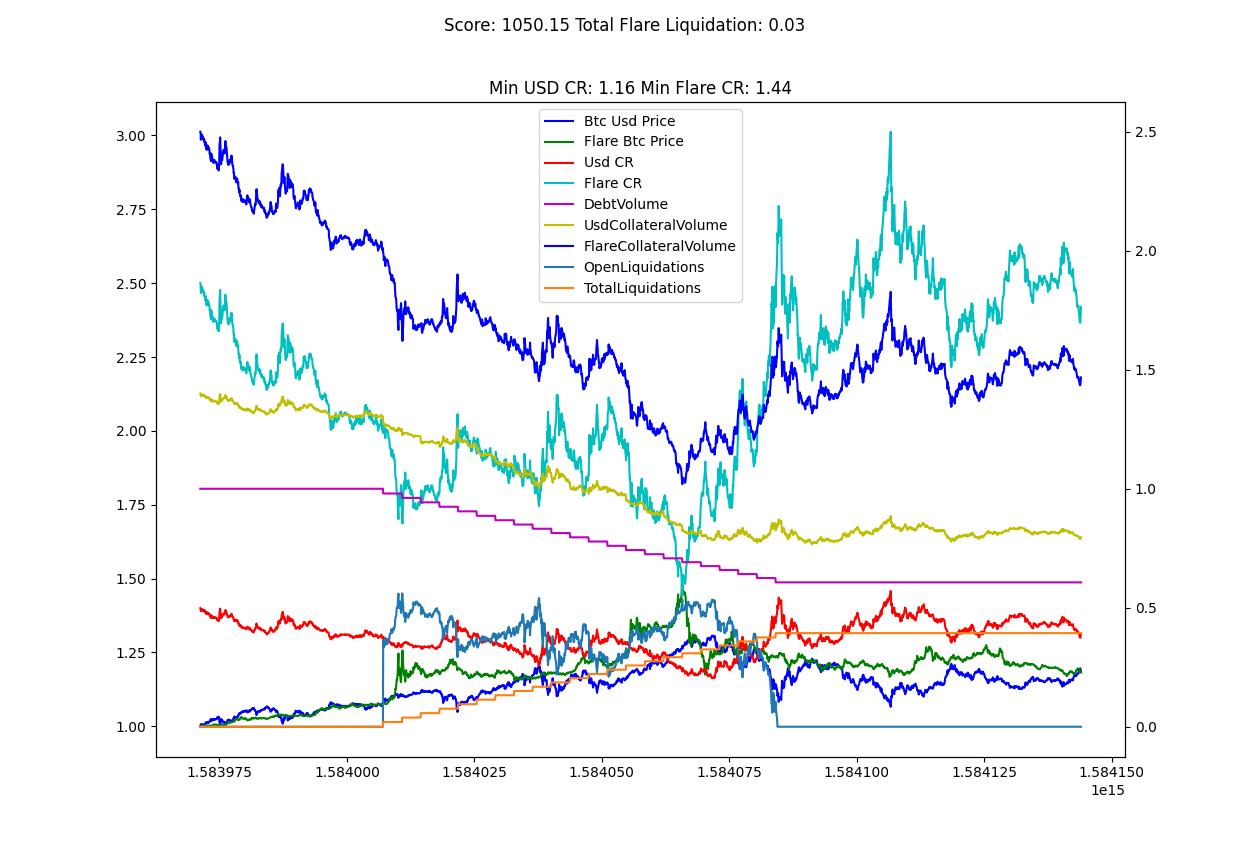 Score: 1050.15 Total Flare Liquidation: 0.03
Min USD CR: 1.16 Min Flare CR: 1.44
Btc Usd Price
Flare Btc Price
Usd CR
Flare CR
DebtVolume
UsdCollateralVolume
FlareCollateralVolume
OpenLiquidations
TotalLiquidations
3.00
2.75
2.50
2.25
2.00
1.75
1.50
1.25
1.00
2.5
2.0
1.5
1.0
0.5
0.0
1.583975 1.584000 1.584025 1.584050 1.584075 1.584100 1.584125 1.584150
1e15